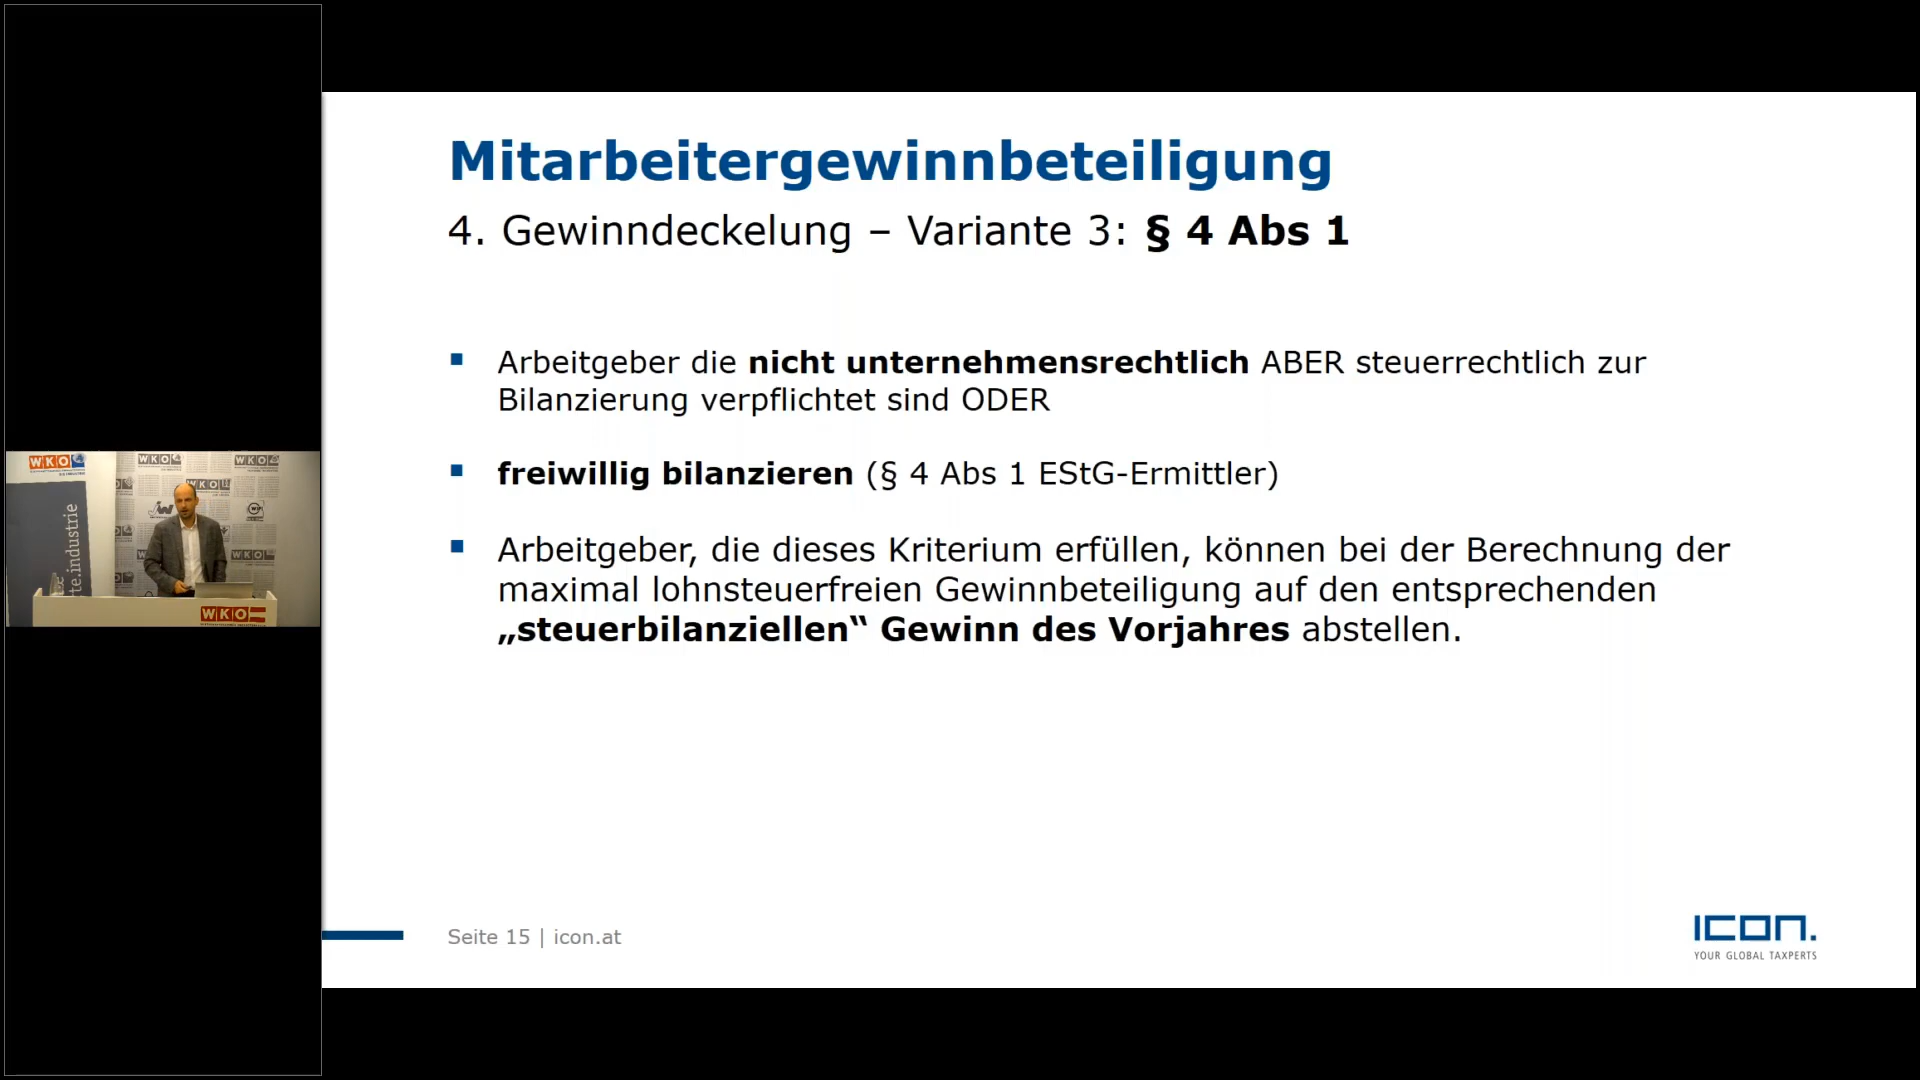 Mitarbeitergewinnbeteiligung
4. Gewinndeckelung – Variante 3: § 4 Abs 1
▪ Arbeitgeber die nicht unternehmensrechtlich ABER steuerrechtlich zur
Bilanzierung verpflichtet sind ODER
▪ freiwillig bilanzieren (§ 4 Abs 1 EStG-Ermittler)
▪ Arbeitgeber, die dieses Kriterium erfüllen, können bei der Berechnung der
maximal lohnsteuerfreien Gewinnbeteiligung auf den entsprechenden
„steuerbilanziellen“ Gewinn des Vorjahres abstellen.
Seite 15 | icon.at
ICON.
YOUR GLOBAL TAXPERTS
WKO
WKO
WKO
WKO
te.industrie
WKO
WKO